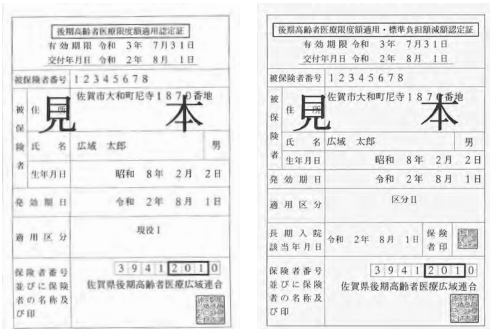 後期高齢者医療限度額適用認定証
有効期限 令和 3年 7月31日
交付年月日 令和 2年 8月 1日
被保険者番号 12345678
被保険者
住所
佐賀市大和町尼寺1870番地
見本
氏名 広域 太郎 男
生年月日 昭和 8年 2月 2日
発効期日 令和 2年 8月 1日
適用区分 現役Ⅰ
保険者番号並びに保険者の名称及び印
39412010
佐賀県後期高齢者医療広域連合
後期高齢者医療限度額適用・標準負担額減額認定証
有効期限 令和 3年 7月31日
交付年月日 令和 2年 8月 1日
被保険者番号 12345678
被保険者
住所
佐賀市大和町尼寺1870番地
見本
氏名 広域 太郎 男
生年月日 昭和 8年 2月 2日
発効期日 令和 2年 8月 1日
適用区分 区分Ⅱ
長期入院該当年月日 令和 2年 8月 1日 保険者印
保険者番号並びに保険者の名称及び印
39412010
佐賀県後期高齢者医療広域連合